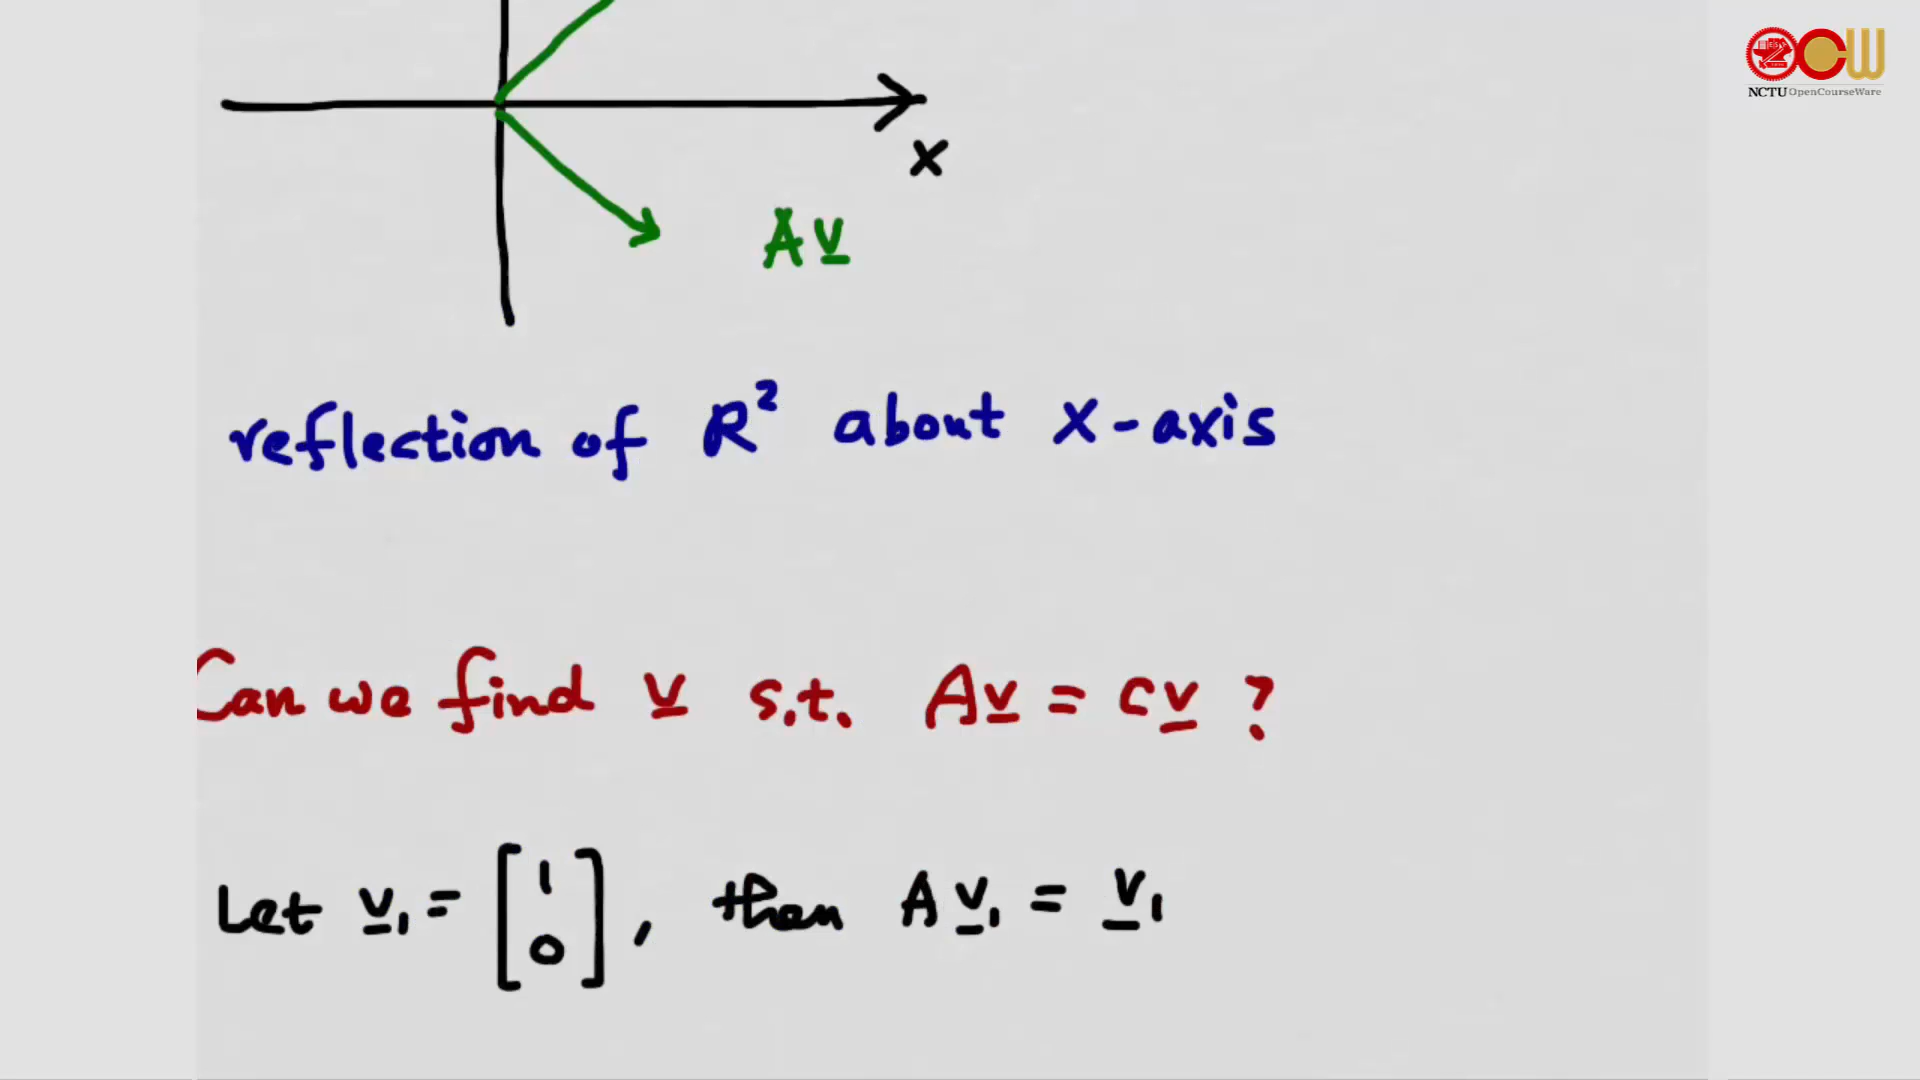 NCTU OpenCourseWare
x
A v
reflection of R² about x-axis
Can we find v s.t. Av = cv ?
Let v₁ = [1 0], then Av₁ = v₁